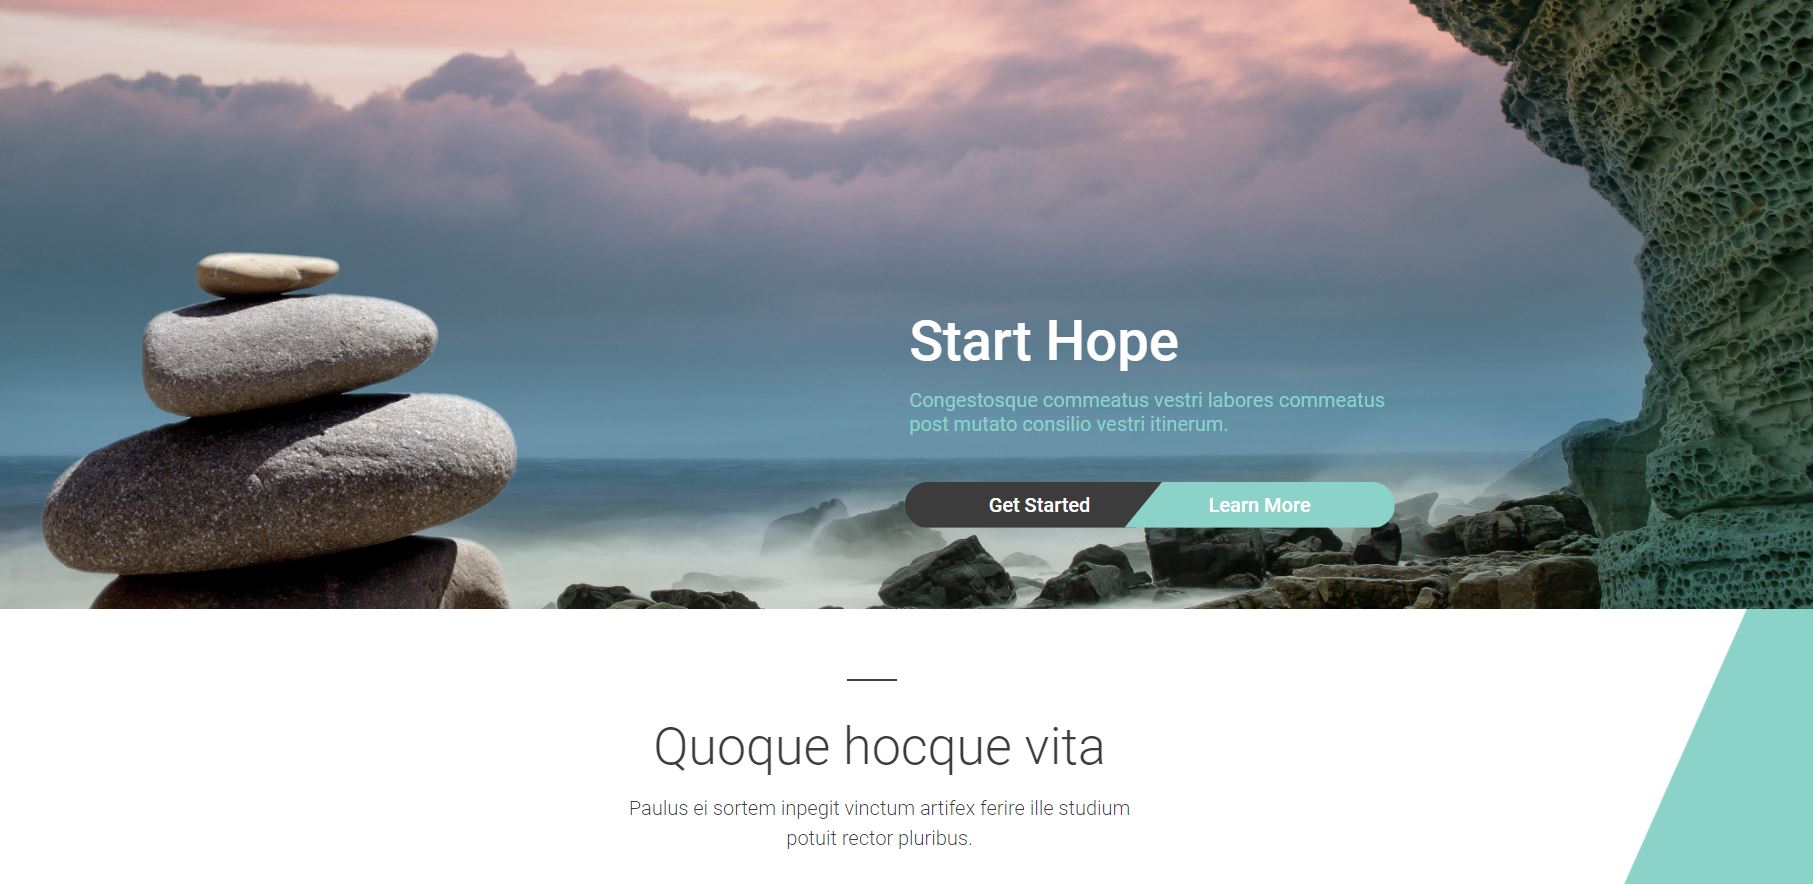 Start Hope
Congestosque commeatus vestri labores commeatus
post mutato consilio vestri itinerum.
Get Started
Learn More
Quoque hocque vita
Paulus ei sortem inpegit vinctum artifex ferire ille studium
potuit rector pluribus.